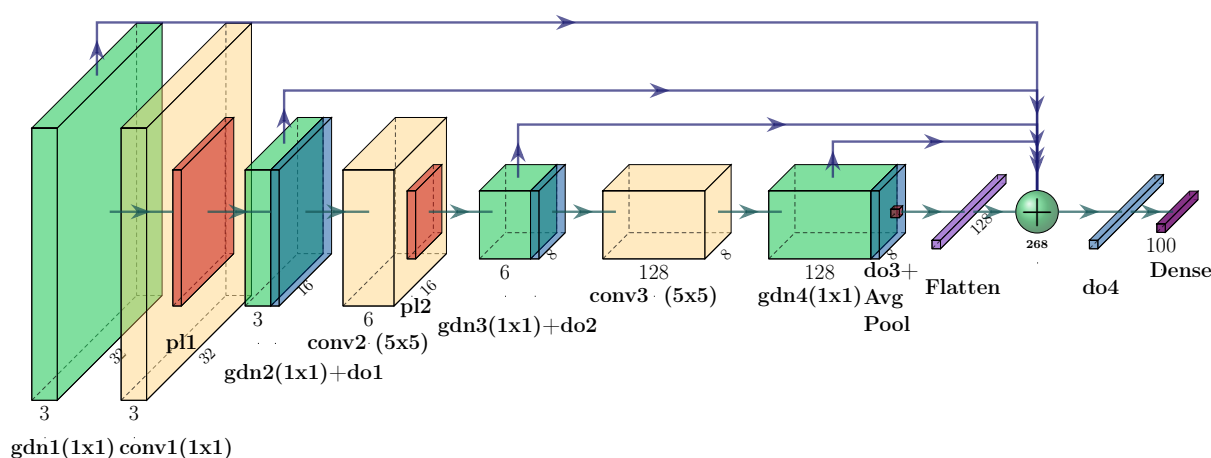 32
3
gdn1(1x1)
32
3
conv1(1x1)
pl1
16
3
gdn2(1x1)+do1
6
conv2 (5x5)
16
pl2
6
8
gdn3(1x1)+do2
128
8
conv3 (5x5)
128
8
gdn4(1x1)
do3+
Avg
Pool
128
Flatten
+
268
do4
100
Dense